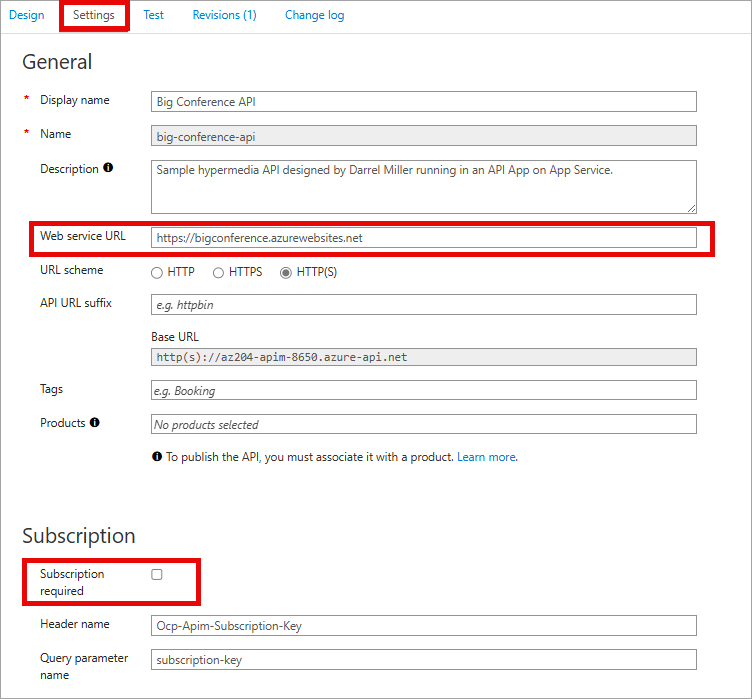 Design Settings Test Revisions (1) Change log
General
* Display name Big Conference API
* Name big-conference-api
Description Sample hypermedia API designed by Darrel Miller running in an API App on App Service.
Web service URL https://bigconference.azurewebsites.net
URL scheme HTTP HTTPS HTTP(S)
API URL suffix e.g. httpbin
Base URL
http(s)://az204-apim-8650.azure-api.net
Tags e.g. Booking
Products No products selected
To publish the API, you must associate it with a product. Learn more.
Subscription
Subscription
required
Header name Ocp-Apim-Subscription-Key
Query parameter
name subscription-key